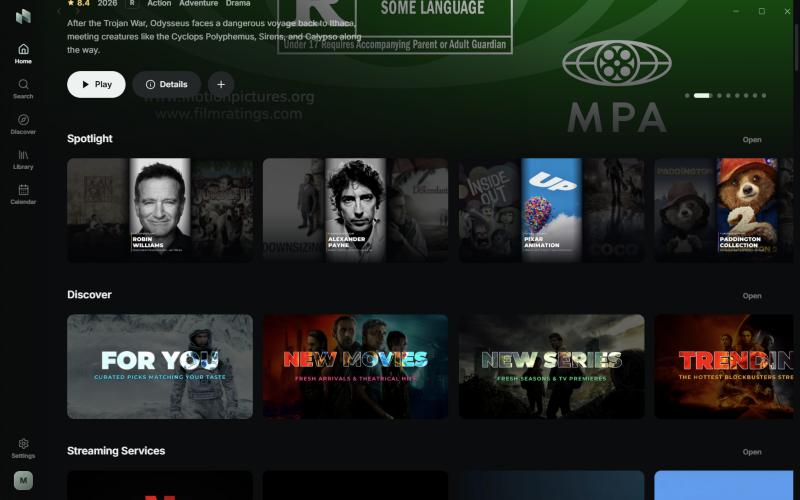 ★ 8.4 2026 R Action Adventure Drama
SOME LANGUAGE
R
After the Trojan War, Odysseus faces a dangerous voyage back to Ithaca,
meeting creatures like the Cyclops Polyphemus, Sirens, and Calypso along
the way.
Under 17 Requires Accompanying Parent or Adult Guardian
Home
Play
Details
www.motionpictures.org
www.filmratings.com
MPA
Search
Discover
Library
Calendar
Spotlight
Open
ROBIN
WILLIAMS
DOWNSIZING
ALEXANDER
PAYNE
Descendants
INSIDE
OUT
UP
PIXAR
ANIMATION
COCO
PADDINGTON
2
PADDINGTON
COLLECTION
Discover
Open
FOR YOU
CURATED PICKS MATCHING YOUR TASTE
NEW MOVIES
FRESH ARRIVALS & THEATRICAL HITS
NEW SERIES
FRESH SEASONS & TV PREMIERES
TRENDIN
THE HOTTEST BLOCKBUSTERS STRE
Streaming Services
Open
Settings
M